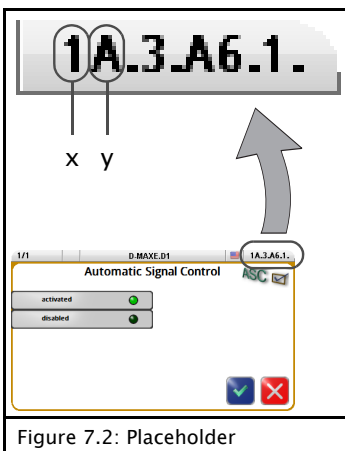 1A.3.A6.1.
x y
1/1 D-MAXE.D1 1A.3.A6.1.
Automatic Signal Control ASC
activated
disabled
Figure 7.2: Placeholder